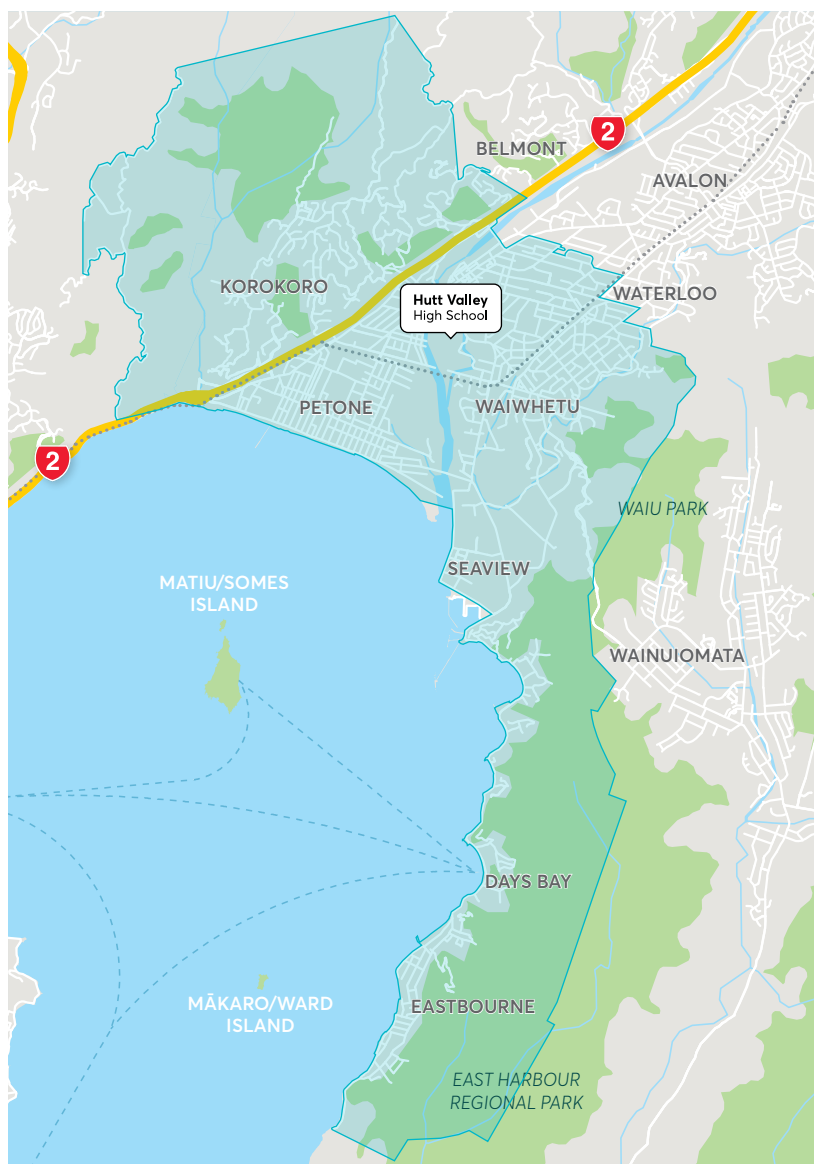 2
BELMONT
AVALON
KOROKORO
WATERLOO
Hutt Valley
High School
PETONE
WAIWHETU
2
WAIU PARK
SEAVIEW
MATIU/SOMES
ISLAND
H
WAINUIOMATA
DAYS BAY
MĀKARO/WARD
ISLAND
EASTBOURNE
EAST HARBOUR
REGIONAL PARK